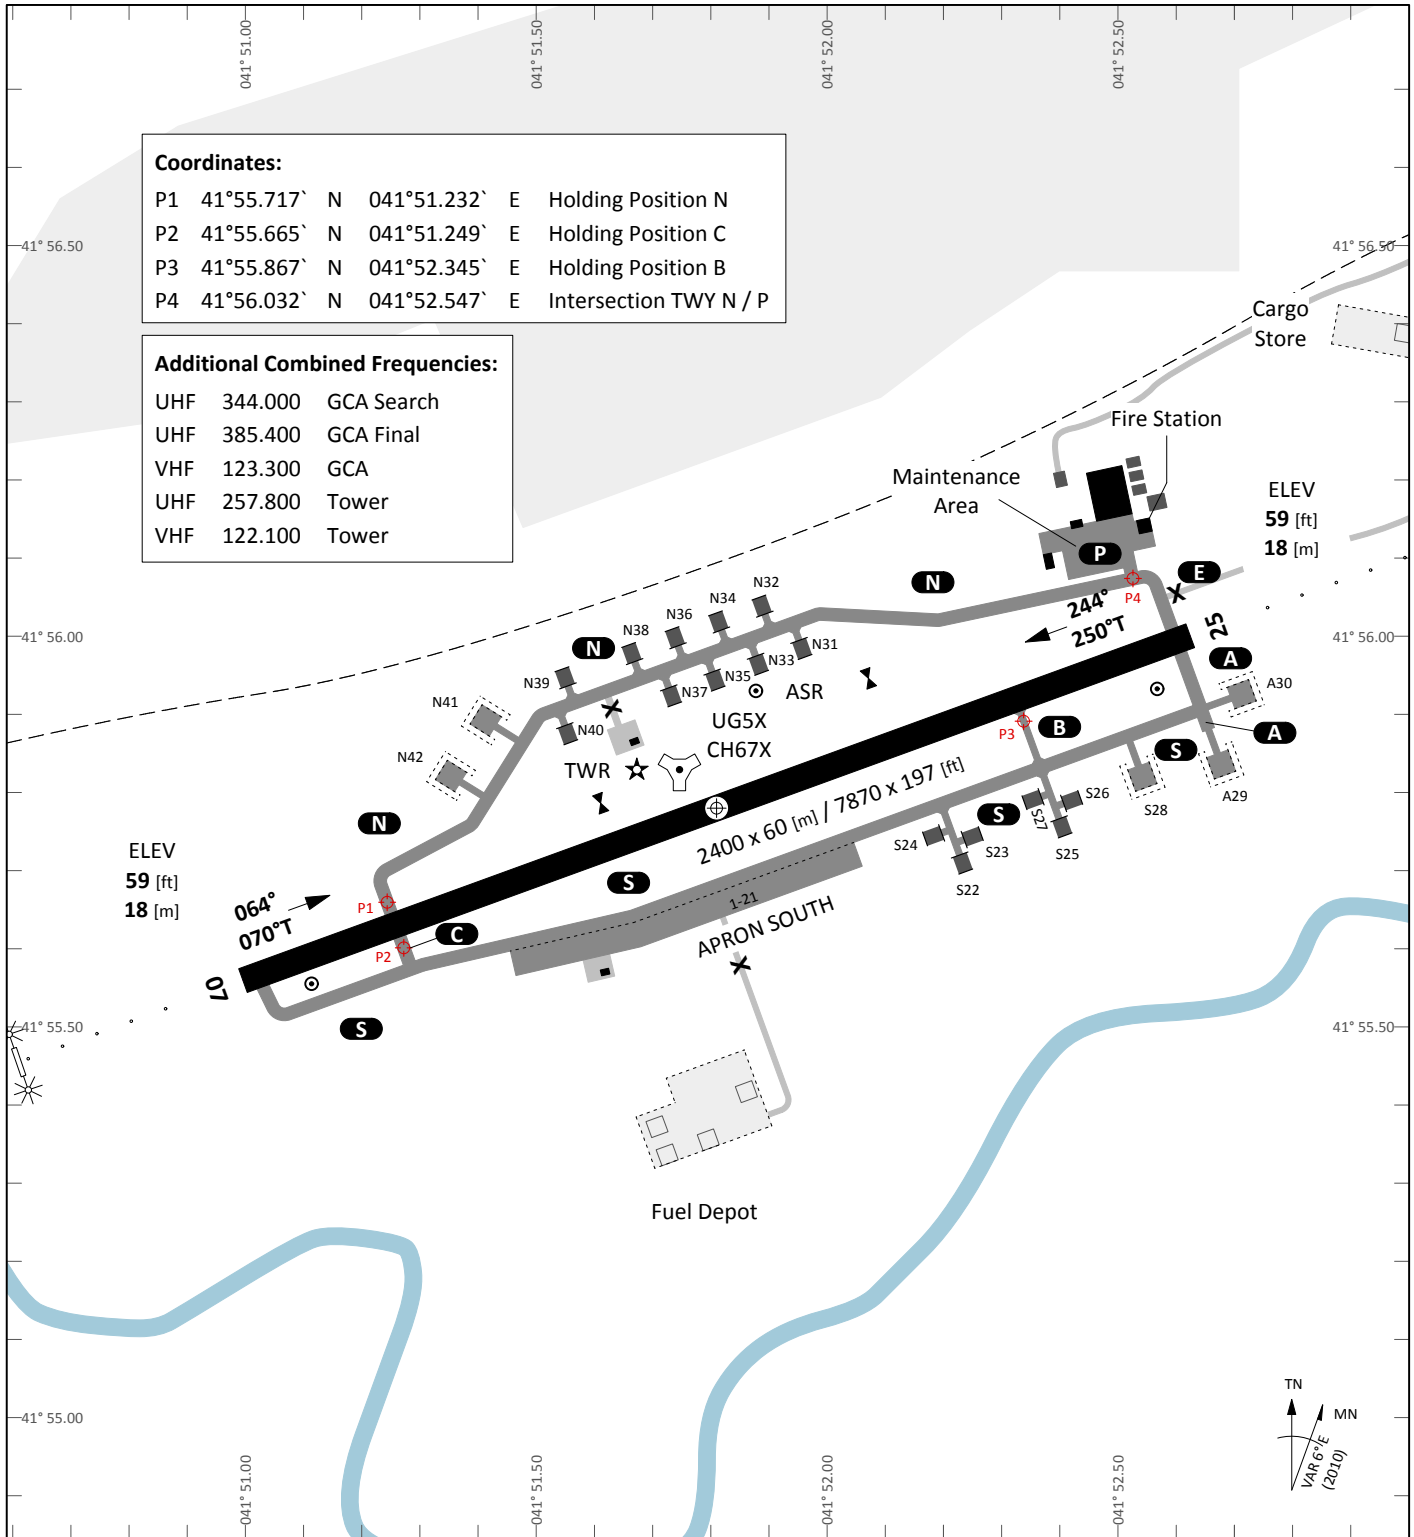 041° 51.00
041° 51.50
041° 52.00
041° 52.50
Coordinates:
P1 41°55.717` N 041°51.232` E Holding Position N
P2 41°55.665` N 041°51.249` E Holding Position C
P3 41°55.867` N 041°52.345` E Holding Position B
P4 41°56.032` N 041°52.547` E Intersection TWY N / P
41° 56.50
41° 56.50
Additional Combined Frequencies:
UHF 344.000 GCA Search
UHF 385.400 GCA Final
VHF 123.300 GCA
UHF 257.800 Tower
VHF 122.100 Tower
Cargo
Store
Fire Station
Maintenance
Area
ELEV
59 [ft]
18 [m]
P
N
E
P4
244°
250°T
25
N32
N34
N36
N38
N
N39
N31
N33
N35
N37
N40
N41
N42
41° 56.00
41° 56.00
A
A30
ASR
UG5X
CH67X
TWR
P3
B
A
S
A29
S28
S26
S27
S25
S
S24
S23
S22
N
2400 x 60 [m] / 7870 x 197 [ft]
ELEV
59 [ft]
18 [m]
S
1-21
APRON SOUTH
064°
070°T
P1
P2
C
07
S
41° 55.50
41° 55.50
Fuel Depot
41° 55.00
TN
MN
VAR 6°/E
(2010)
041° 51.00
041° 51.50
041° 52.00
041° 52.50